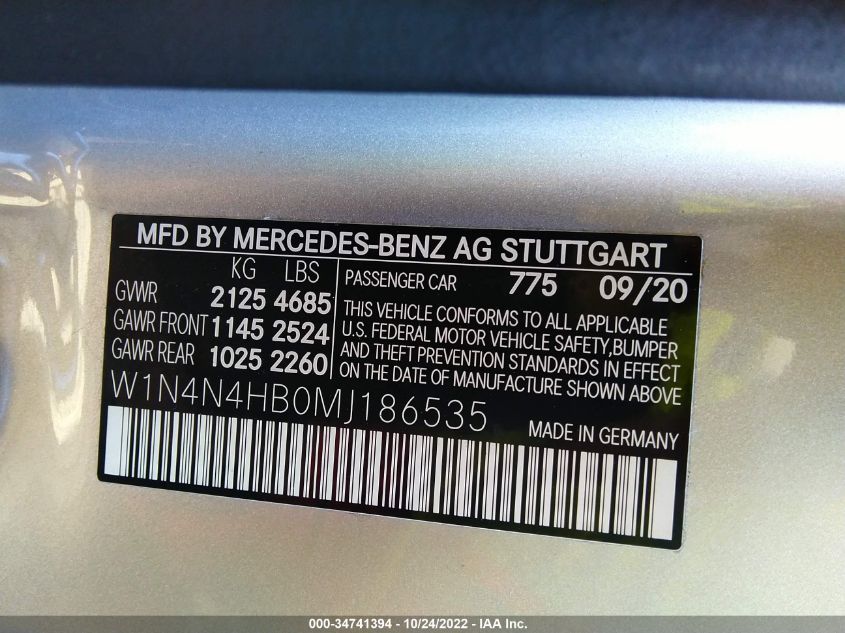 MFD BY MERCEDES-BENZ AG STUTTGART
KG LBS
GVWR 2125 4685
GAWR FRONT 1145 2524
GAWR REAR 1025 2260
PASSENGER CAR 775 09/20
THIS VEHICLE CONFORMS TO ALL APPLICABLE
U.S. FEDERAL MOTOR VEHICLE SAFETY,BUMPER
AND THEFT PREVENTION STANDARDS IN EFFECT
ON THE DATE OF MANUFACTURE SHOWN ABOVE
W1N4N4HB0MJ186535
MADE IN GERMANY
000-34741394 - 10/24/2022 - IAA Inc.